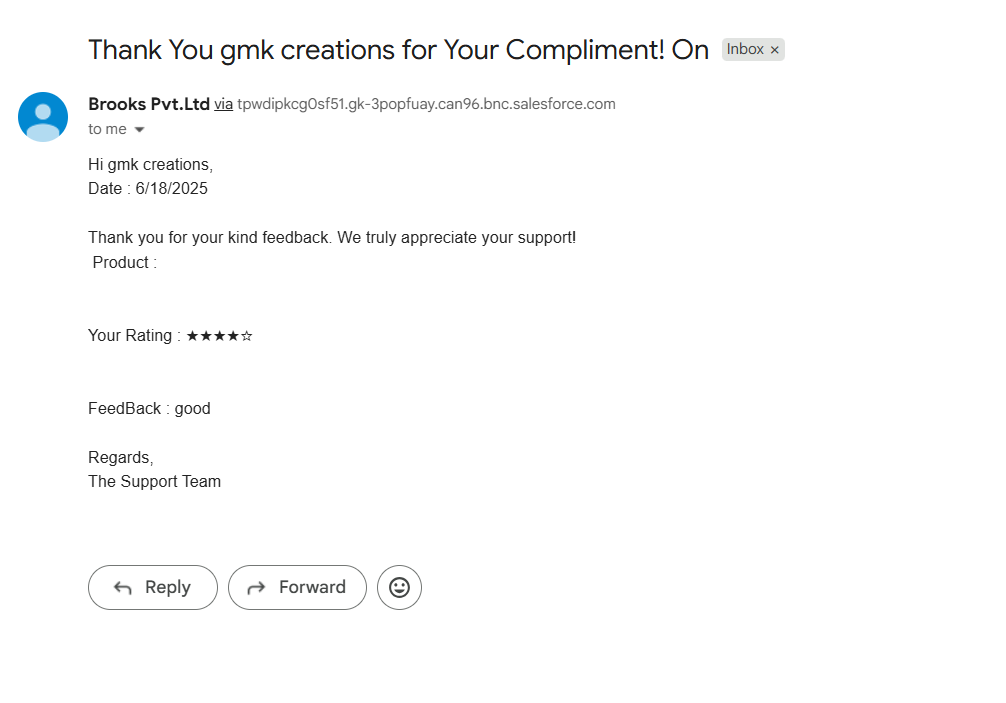 Thank You gmk creations for Your Compliment! On Inbox ×
Brooks Pvt.Ltd via tpwdipkcg0sf51.gk-3popfuay.can96.bnc.salesforce.com
to me
Hi gmk creations,
Date : 6/18/2025
Thank you for your kind feedback. We truly appreciate your support!
Product :
Your Rating : ★★★★☆
FeedBack : good
Regards,
The Support Team
Reply Forward